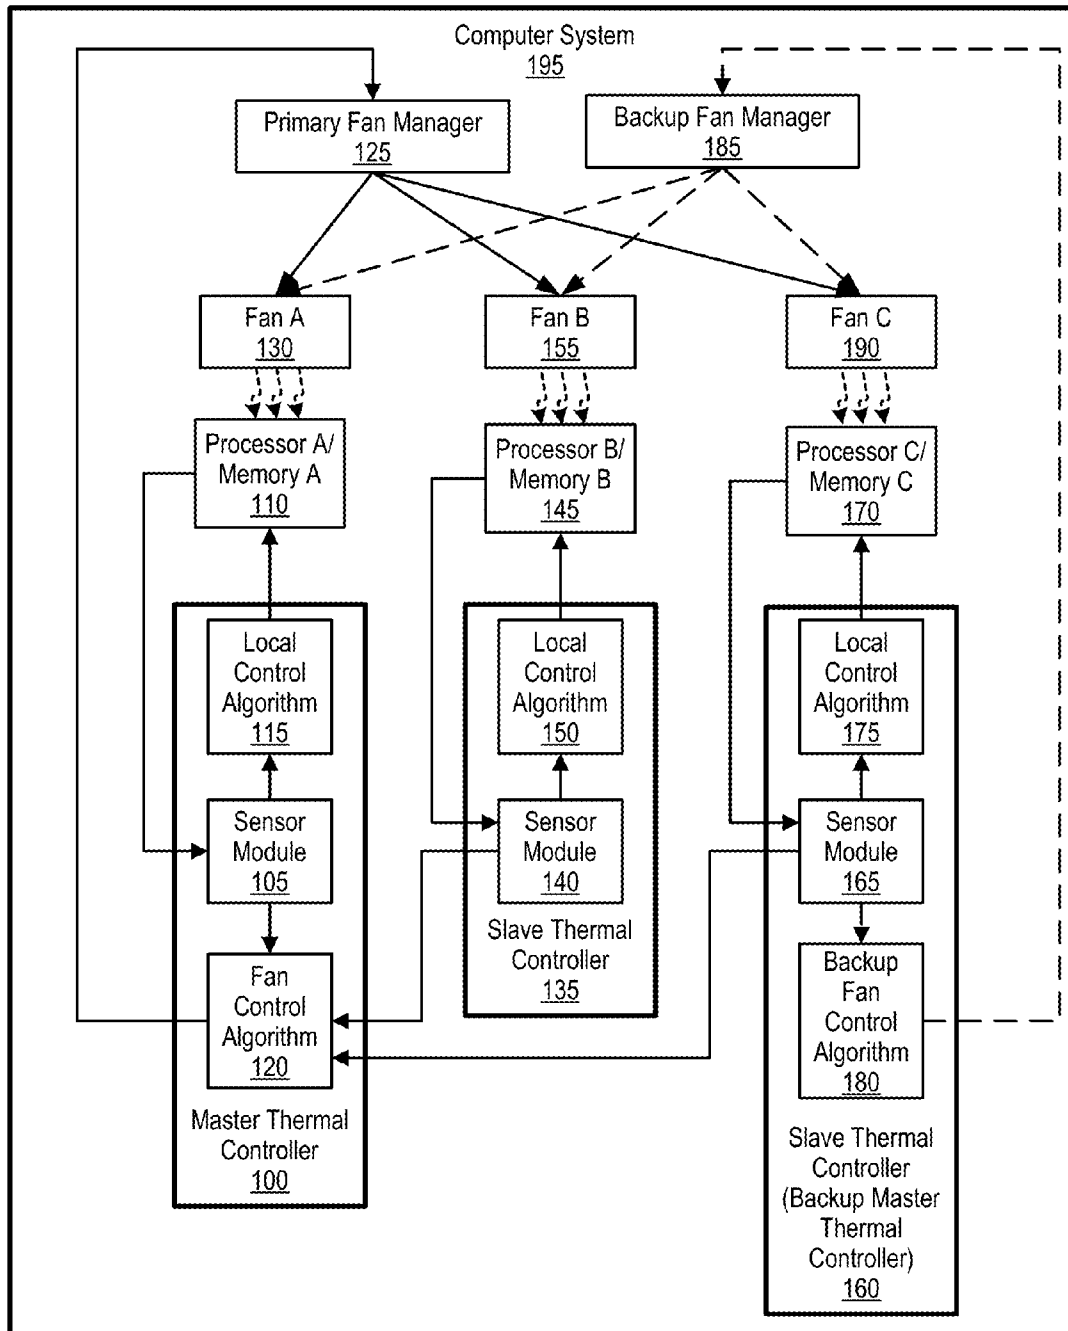 Computer System
195
Primary Fan Manager
125
Backup Fan Manager
185
Fan A
130
Fan B
155
Fan C
190
Processor A/
Memory A
110
Processor B/
Memory B
145
Processor C/
Memory C
170
Local
Control
Algorithm
115
Local
Control
Algorithm
150
Local
Control
Algorithm
175
Sensor
Module
105
Sensor
Module
140
Sensor
Module
165
Slave Thermal
Controller
135
Fan
Control
Algorithm
120
Backup
Fan
Control
Algorithm
180
Master Thermal
Controller
100
Slave Thermal
Controller
(Backup Master
Thermal
Controller)
160